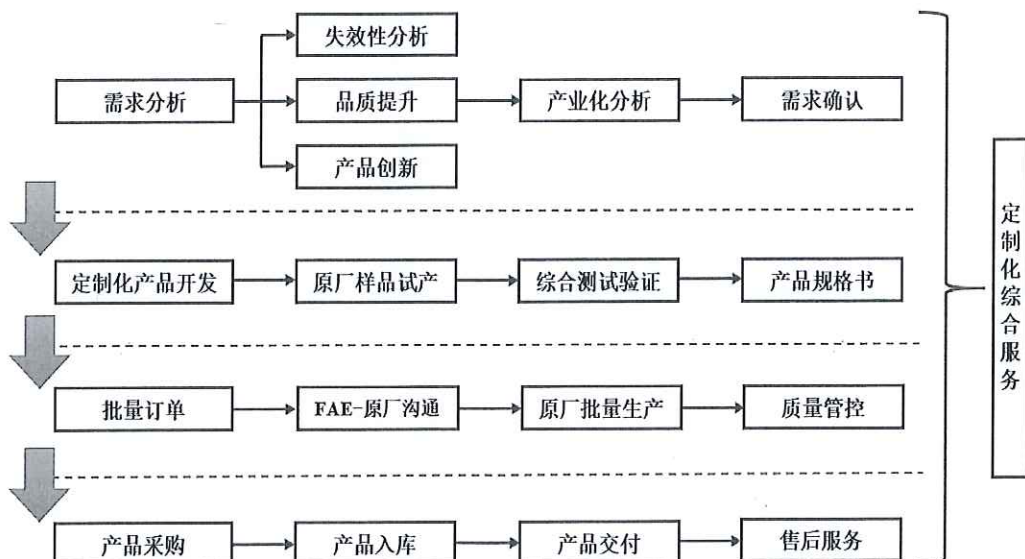 失效性分析
需求分析
品质提升
产业化分析
需求确认
产品创新
定制化产品开发
原厂样品试产
综合测试验证
产品规格书
批量订单
FAE-原厂沟通
原厂批量生产
质量管控
产品采购
产品入库
产品交付
售后服务
定制化综合服务